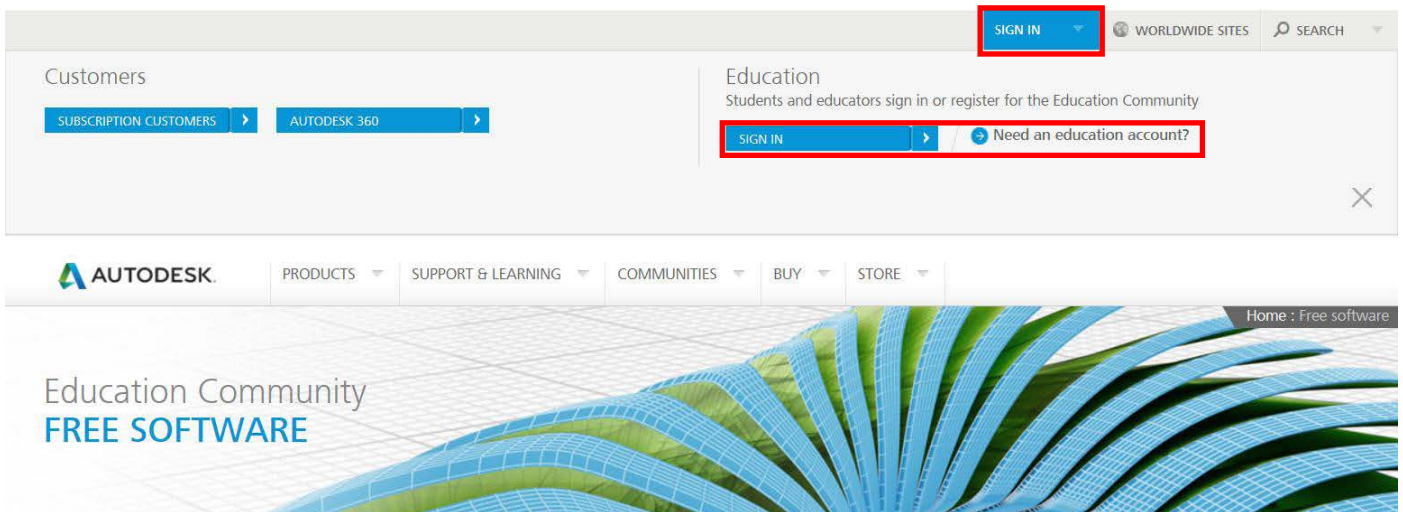 SIGN IN WORLDWIDE SITES SEARCH
Customers
SUBSCRIPTION CUSTOMERS AUTODESK 360
Education
Students and educators sign in or register for the Education Community
SIGN IN Need an education account?
AUTODESK. PRODUCTS SUPPORT & LEARNING COMMUNITIES BUY STORE
Home : Free software
Education Community
FREE SOFTWARE